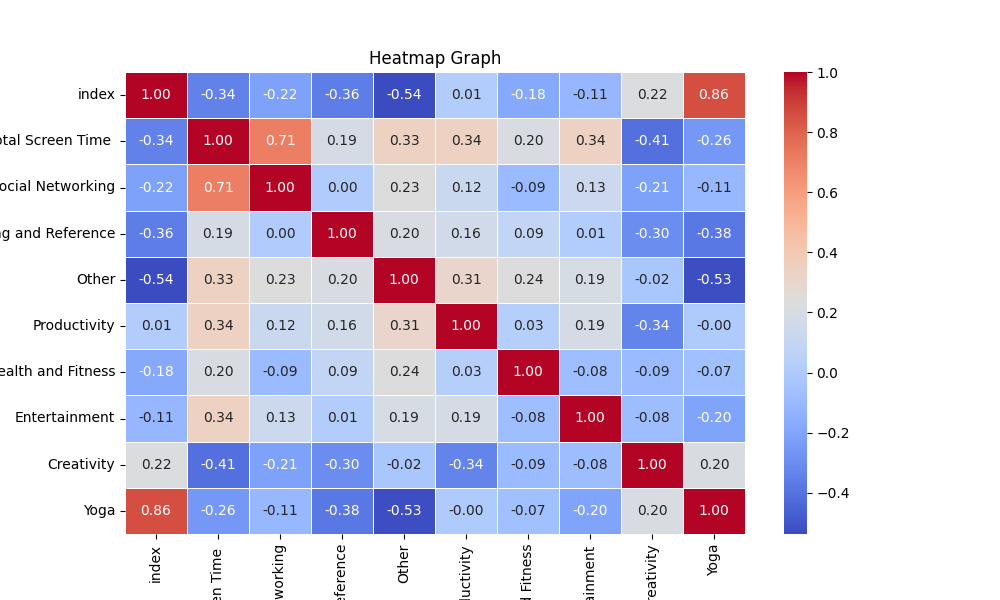 Heatmap Graph
index 1.00 -0.34 -0.22 -0.36 -0.54 0.01 -0.18 -0.11 0.22 0.86
otal Screen Time -0.34 1.00 0.71 0.19 0.33 0.34 0.20 0.34 -0.41 -0.26
ocial Networking -0.22 0.71 1.00 0.00 0.23 0.12 -0.09 0.13 -0.21 -0.11
g and Reference -0.36 0.19 0.00 1.00 0.20 0.16 0.09 0.01 -0.30 -0.38
Other -0.54 0.33 0.23 0.20 1.00 0.31 0.24 0.19 -0.02 -0.53
Productivity 0.01 0.34 0.12 0.16 0.31 1.00 0.03 0.19 -0.34 -0.00
ealth and Fitness -0.18 0.20 -0.09 0.09 0.24 0.03 1.00 -0.08 -0.09 -0.07
Entertainment -0.11 0.34 0.13 0.01 0.19 0.19 -0.08 1.00 -0.08 -0.20
Creativity 0.22 -0.41 -0.21 -0.30 -0.02 -0.34 -0.09 -0.08 1.00 0.20
Yoga 0.86 -0.26 -0.11 -0.38 -0.53 -0.00 -0.07 -0.20 0.20 1.00
index
en Time
working
eference
Other
ductivity
d Fitness
ainment
reativity
Yoga
1.0
0.8
0.6
0.4
0.2
0.0
−0.2
−0.4